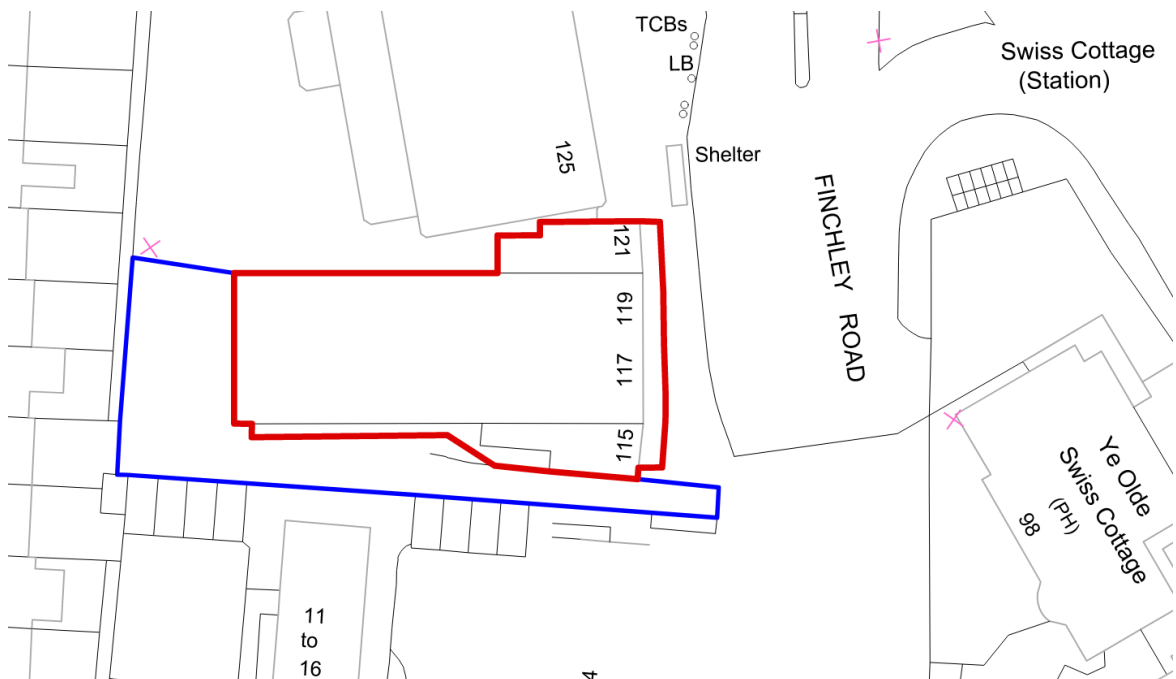 TCBs
LB
Swiss Cottage
(Station)
125
Shelter
FINCHLEY ROAD
121
119
117
115
Ye Olde
Swiss Cottage
(PH)
98
11
to
16
4